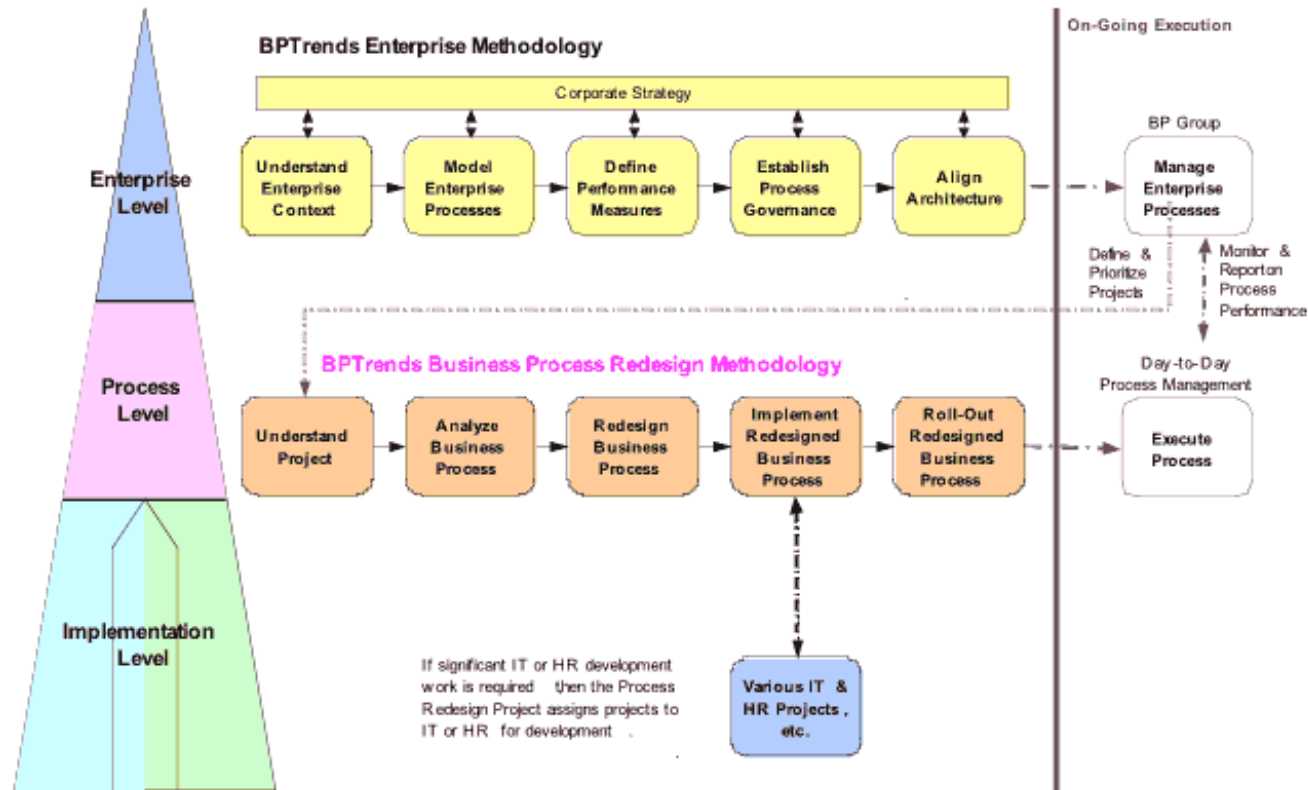 On-Going Execution
BPTrends Enterprise Methodology
Corporate Strategy
BP Group
Enterprise
Level
Understand
Enterprise
Context
Model
Enterprise
Processes
Define
Performance
Measures
Establish
Process
Governance
Align
Architecture
Manage
Enterprise
Processes
Define &
Prioritize
Projects
Monitor &
Reporton
Process
Performance
Process
Level
BPTrends Business Process Redesign Methodology
Day-to-Day
Process Management
Understand
Project
Analyze
Business
Process
Redesign
Business
Process
Implement
Redesigned
Business
Process
Roll-Out
Redesigned
Business
Process
Execute
Process
Implementation
Level
If significant IT or HR development
work is required then the Process
Redesign Project assigns projects to
IT or HR for development .
Various IT &
HR Projects ,
etc.